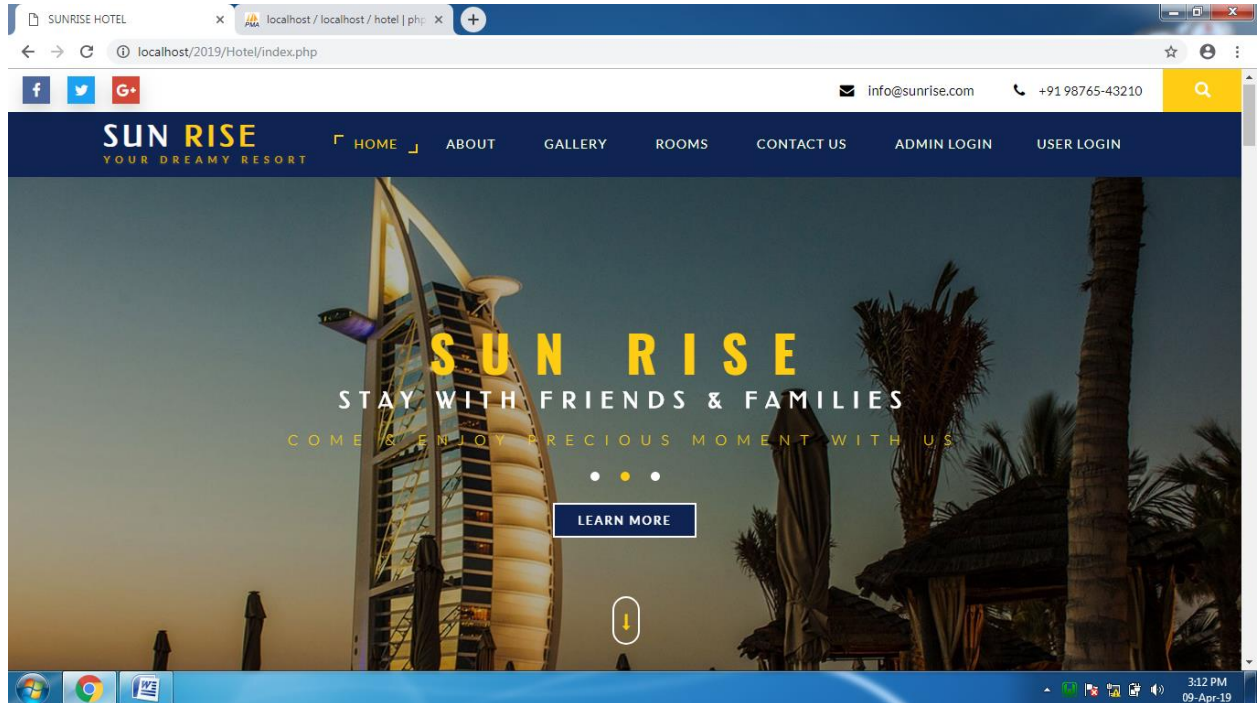 SUNRISE HOTEL
localhost / localhost / hotel | php
localhost/2019/Hotel/index.php
f
G+
info@sunrise.com
+91 98765-43210
SUN RISE
YOUR DREAMY RESORT
HOME
ABOUT
GALLERY
ROOMS
CONTACT US
ADMIN LOGIN
USER LOGIN
SUN RISE
STAY WITH FRIENDS & FAMILIES
COME & ENJOY PRECIOUS MOMENT WITH US
LEARN MORE
3:12 PM
09-Apr-19